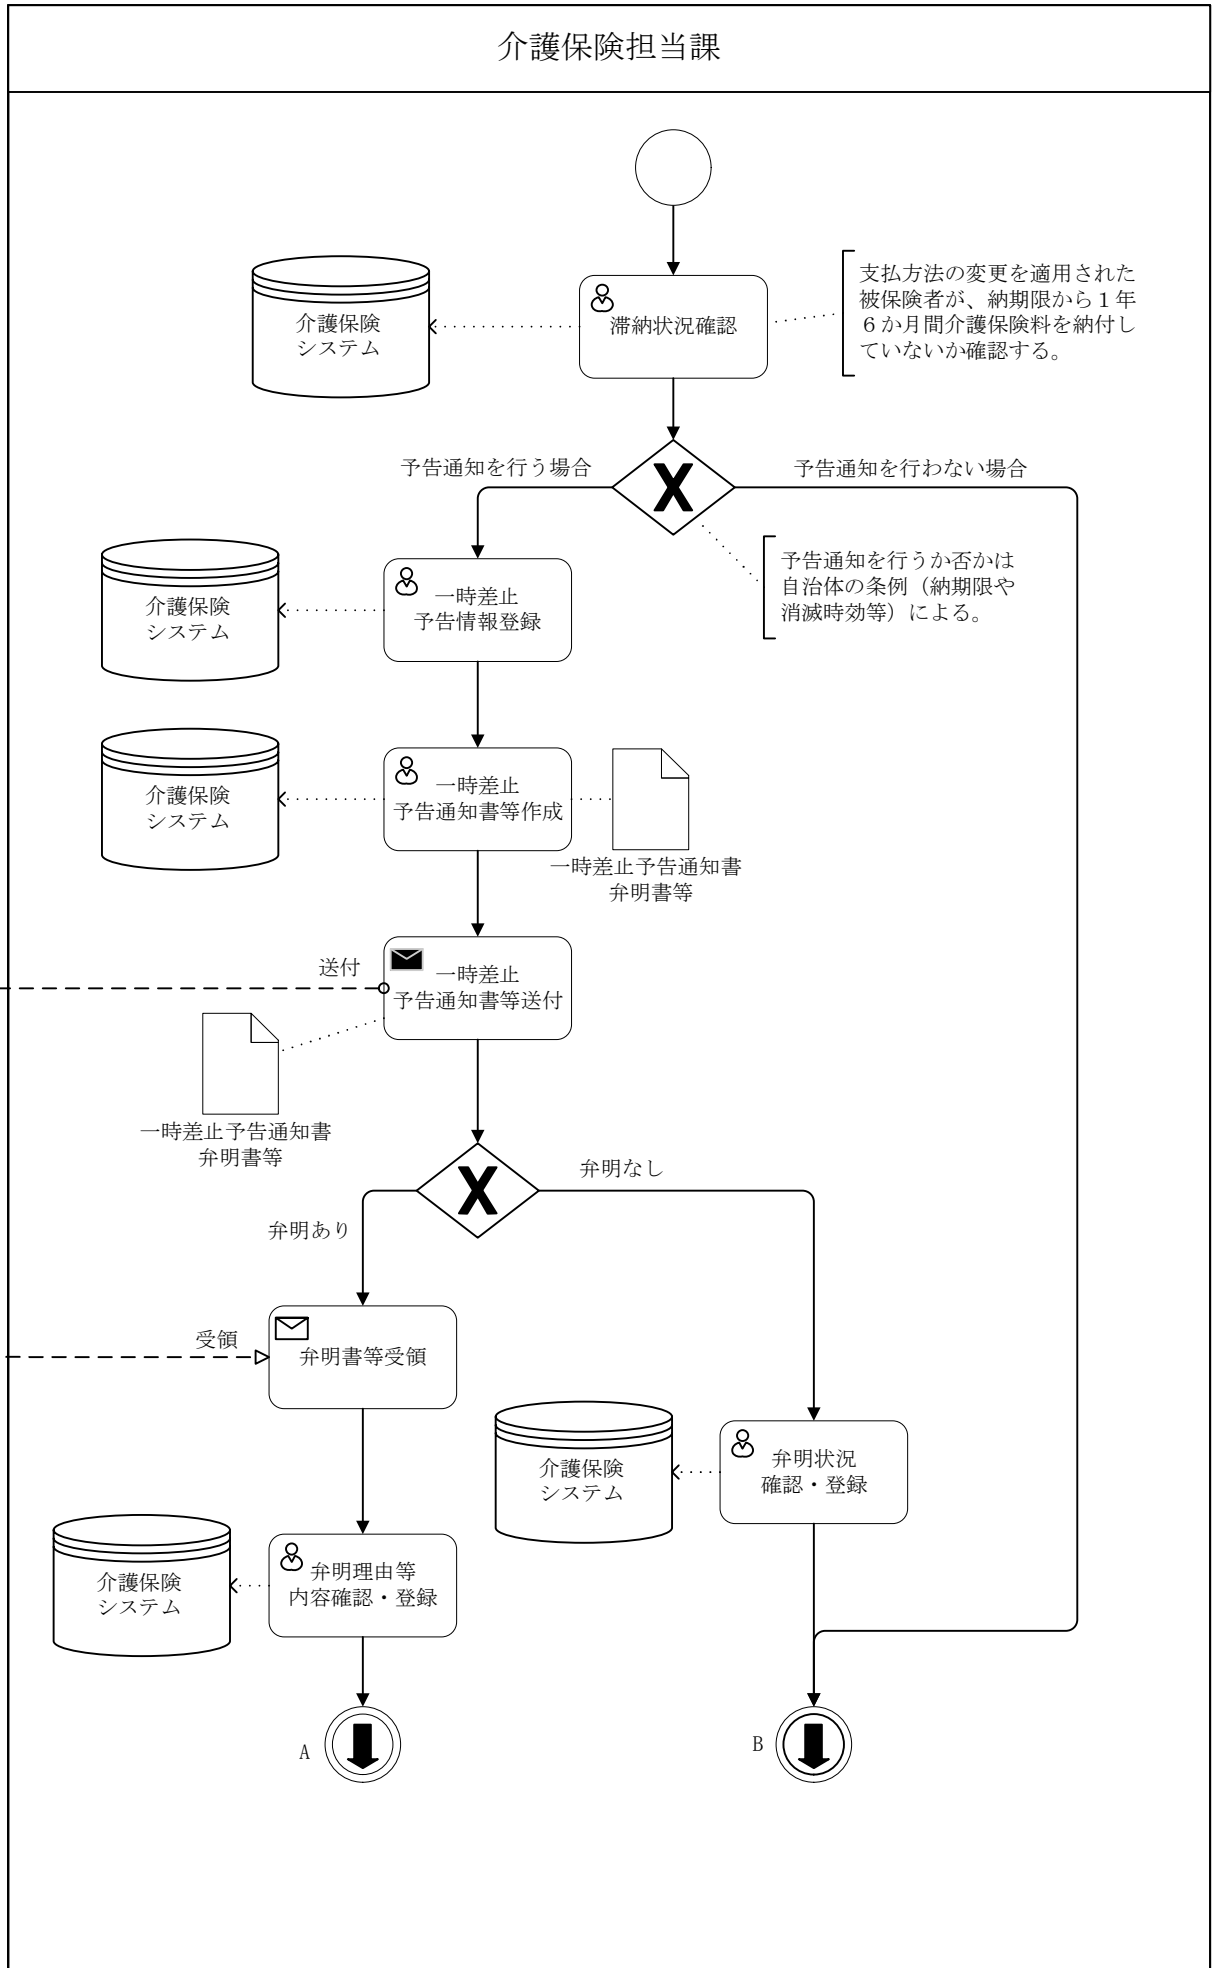 介護保険担当課
支払方法の変更を適用された
被保険者が、納期限から１年
６か月間介護保険料を納付し
ていないか確認する。
介護保険
システム
滞納状況確認
予告通知を行う場合
予告通知を行わない場合
予告通知を行うか否かは
自治体の条例（納期限や
消滅時効等）による。
介護保険
システム
一時差止
予告情報登録
介護保険
システム
一時差止
予告通知書等作成
一時差止予告通知書
弁明書等
送付
一時差止
予告通知書等送付
一時差止予告通知書
弁明書等
弁明なし
弁明あり
受領
弁明書等受領
介護保険
システム
弁明状況
確認・登録
介護保険
システム
弁明理由等
内容確認・登録
A
B